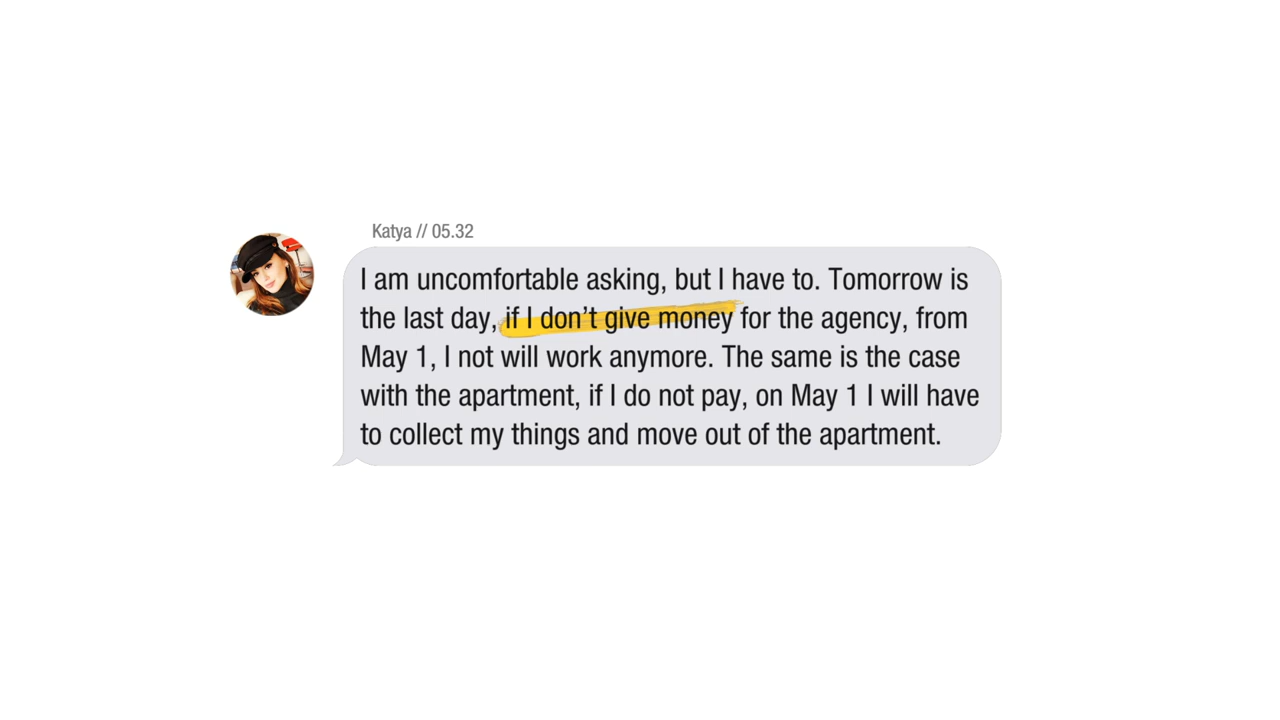 Katya // 05.32
I am uncomfortable asking, but I have to. Tomorrow is
the last day, if I don’t give money for the agency, from
May 1, I not will work anymore. The same is the case
with the apartment, if I do not pay, on May 1 I will have
to collect my things and move out of the apartment.